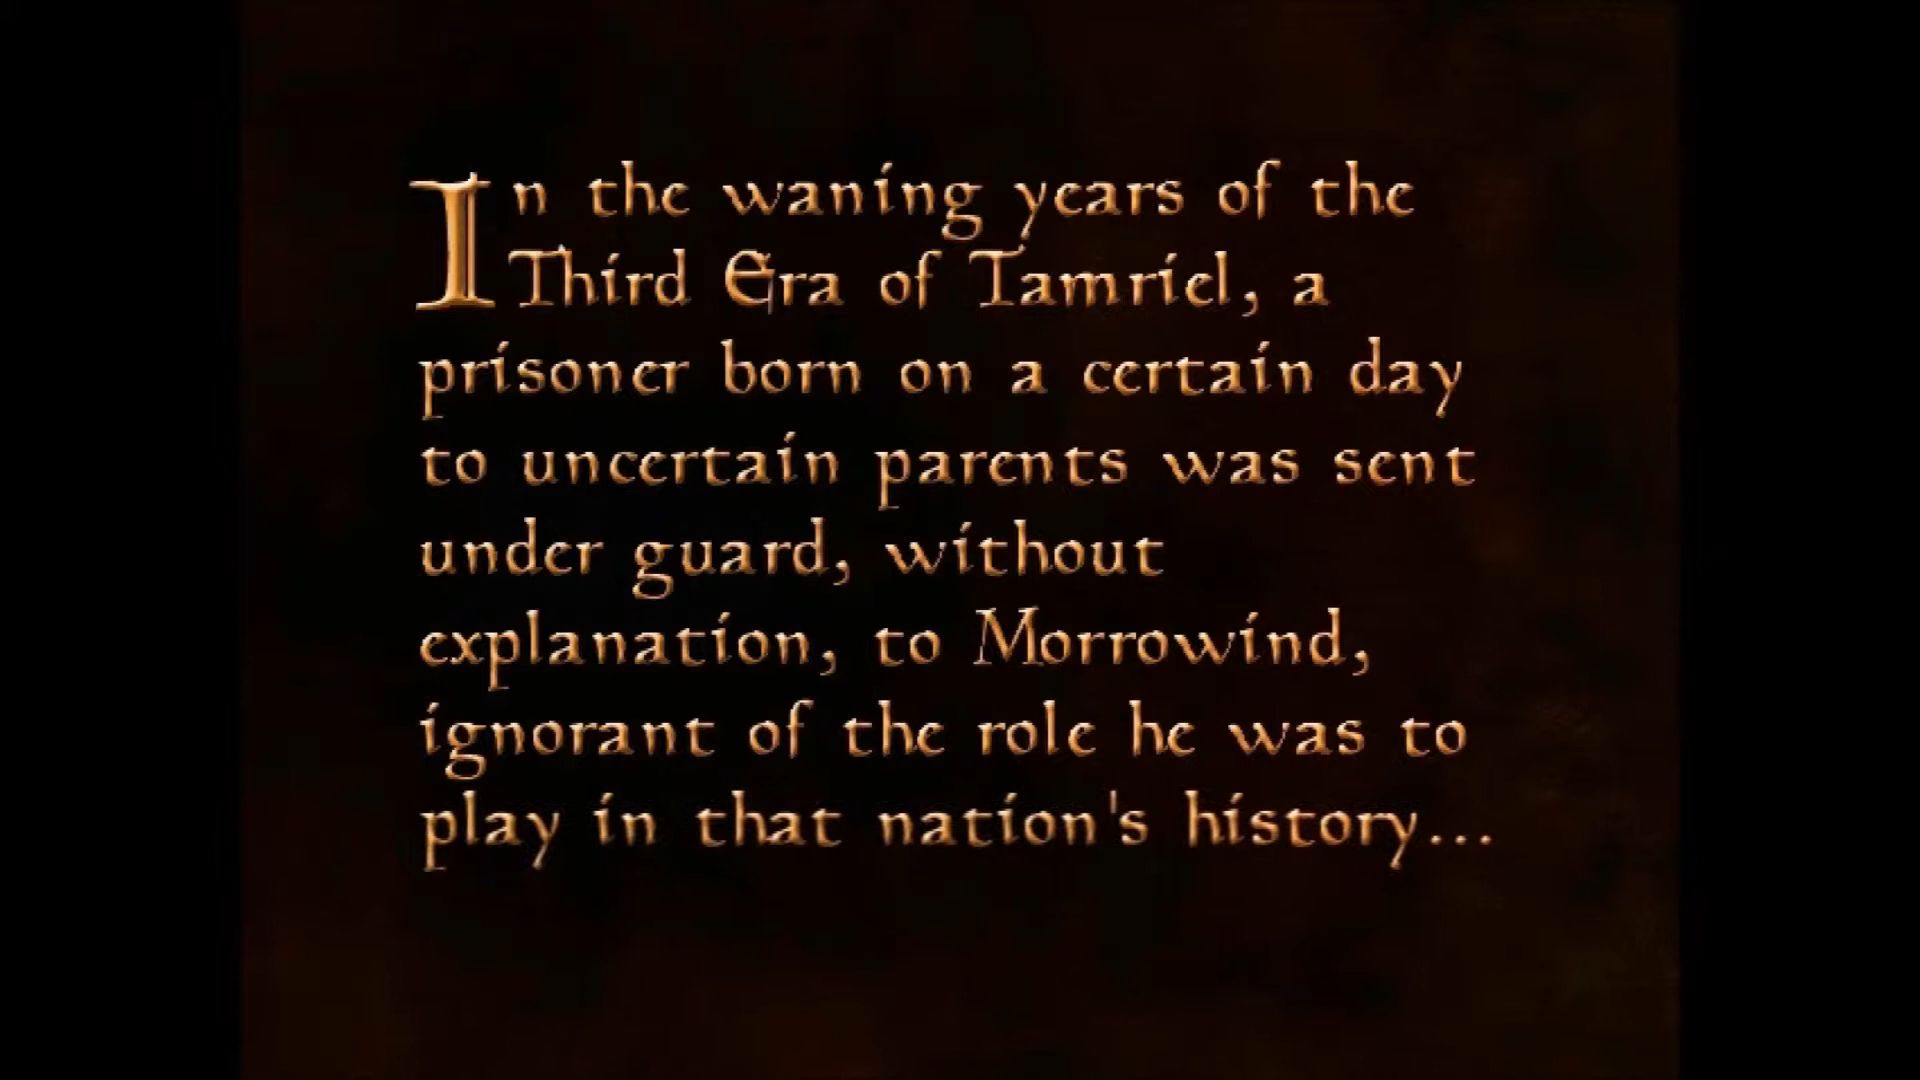 In the waning years of the
Third Era of Tamriel, a
prisoner born on a certain day
to uncertain parents was sent
under guard, without
explanation, to Morrowind,
ignorant of the role he was to
play in that nation's history...